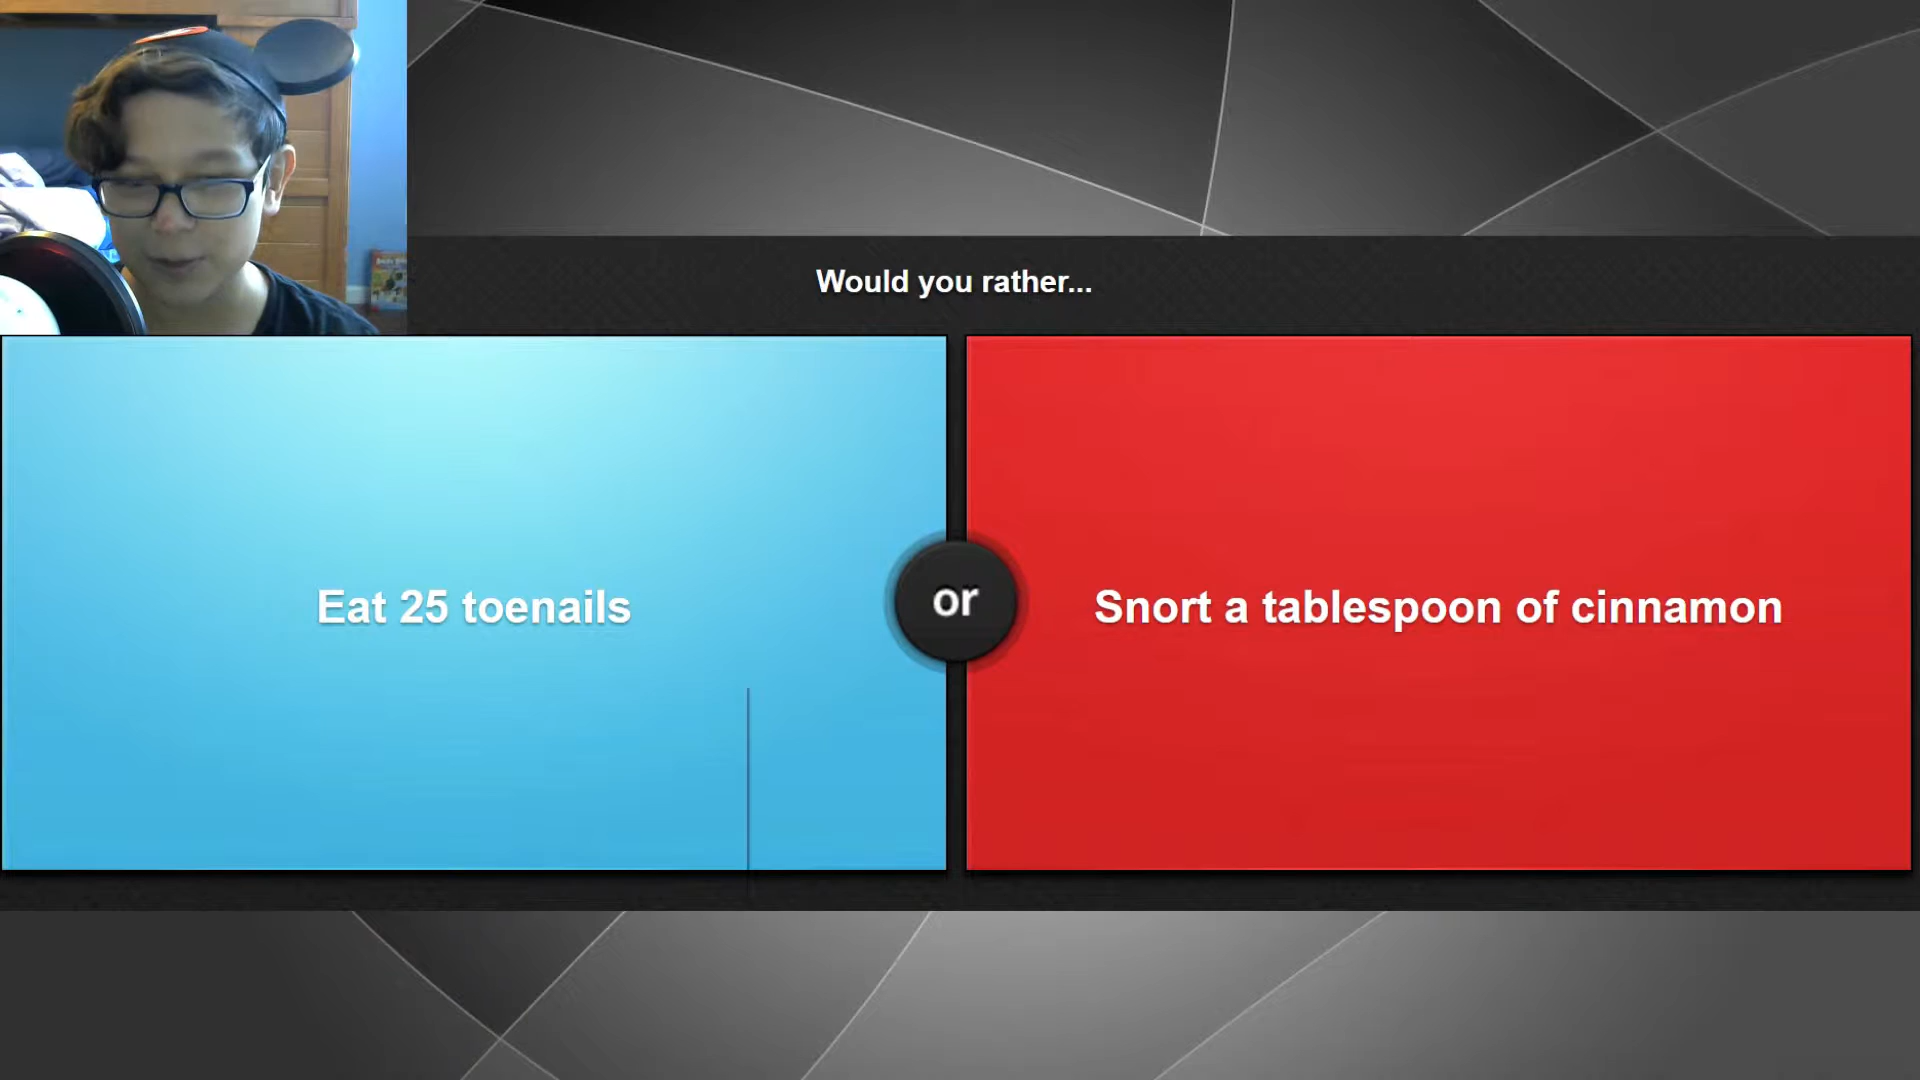 Would you rather...
Eat 25 toenails
or
Snort a tablespoon of cinnamon